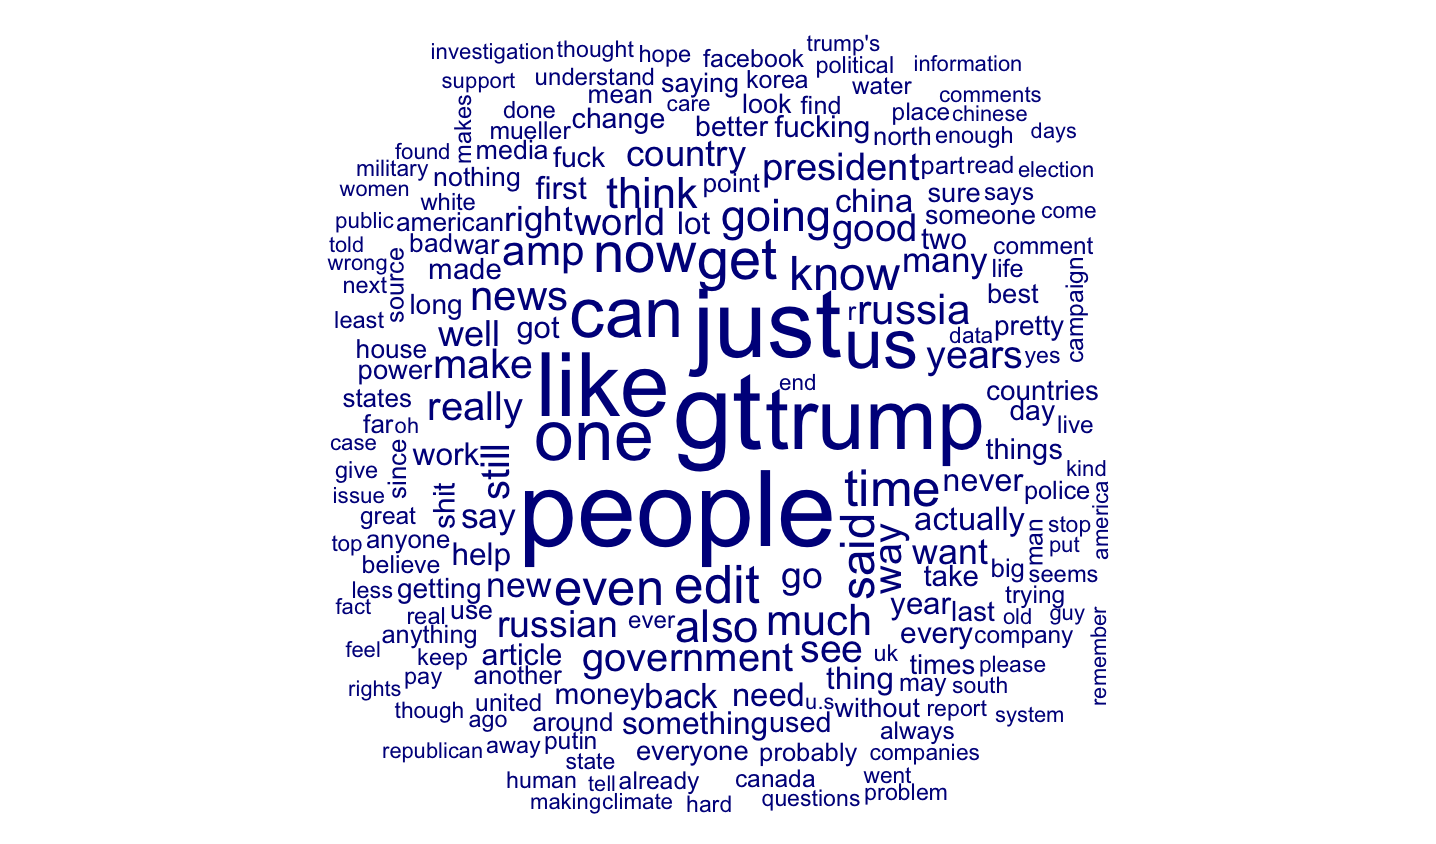 investigation thought hope facebook trump's
support understand saying korea political information
makes done mean care look find water comments
mueller change better fucking place chinese
found media fuck country north enough days
military nothing first think point president part read election
women white china sure says
public american right world lot going good someone come
told bad war amp now get know many two comment
wrong source made life
next long news can just r russia best campaign
least well got us data pretty
house power make like years yes
states really gt trump end countries
far oh one day live
case since work still things
give shit time never kind
issue great say people said police america
top anyone way actually man stop put
believe help want
less getting new even edit go take big seems
fact real use year last trying
anything russian ever also much old guy
feel keep article government see uk every company remember
pay another times please
rights united money back need u.s thing may south
though ago around something used without report system
republican away putin everyone probably always
state companies
human tell already canada went
making climate hard questions problem